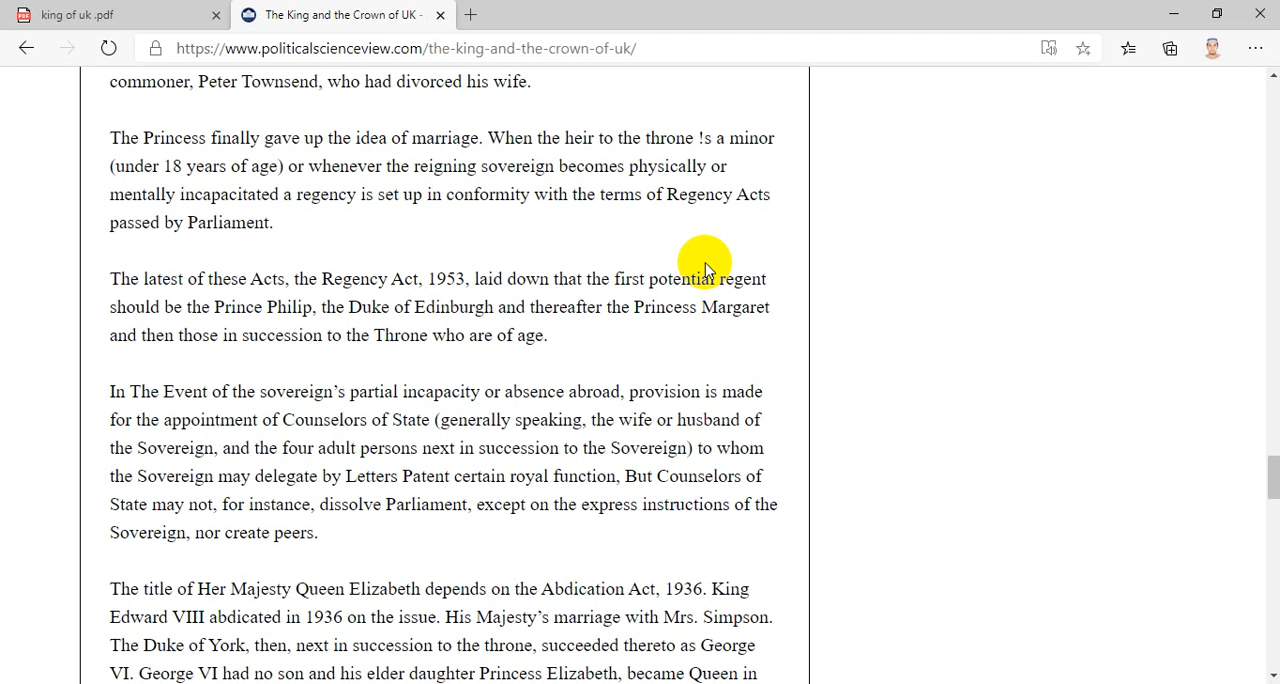 king of uk .pdf
The King and the Crown of UK -
https://www.politicalscienceview.com/the-king-and-the-crown-of-uk/
commoner, Peter Townsend, who had divorced his wife.
The Princess finally gave up the idea of marriage. When the heir to the throne !s a minor
(under 18 years of age) or whenever the reigning sovereign becomes physically or
mentally incapacitated a regency is set up in conformity with the terms of Regency Acts
passed by Parliament.
The latest of these Acts, the Regency Act, 1953, laid down that the first potential regent
should be the Prince Philip, the Duke of Edinburgh and thereafter the Princess Margaret
and then those in succession to the Throne who are of age.
In The Event of the sovereign’s partial incapacity or absence abroad, provision is made
for the appointment of Counselors of State (generally speaking, the wife or husband of
the Sovereign, and the four adult persons next in succession to the Sovereign) to whom
the Sovereign may delegate by Letters Patent certain royal function, But Counselors of
State may not, for instance, dissolve Parliament, except on the express instructions of the
Sovereign, nor create peers.
The title of Her Majesty Queen Elizabeth depends on the Abdication Act, 1936. King
Edward VIII abdicated in 1936 on the issue. His Majesty’s marriage with Mrs. Simpson.
The Duke of York, then, next in succession to the throne, succeeded thereto as George
VI. George VI had no son and his elder daughter Princess Elizabeth, became Queen in